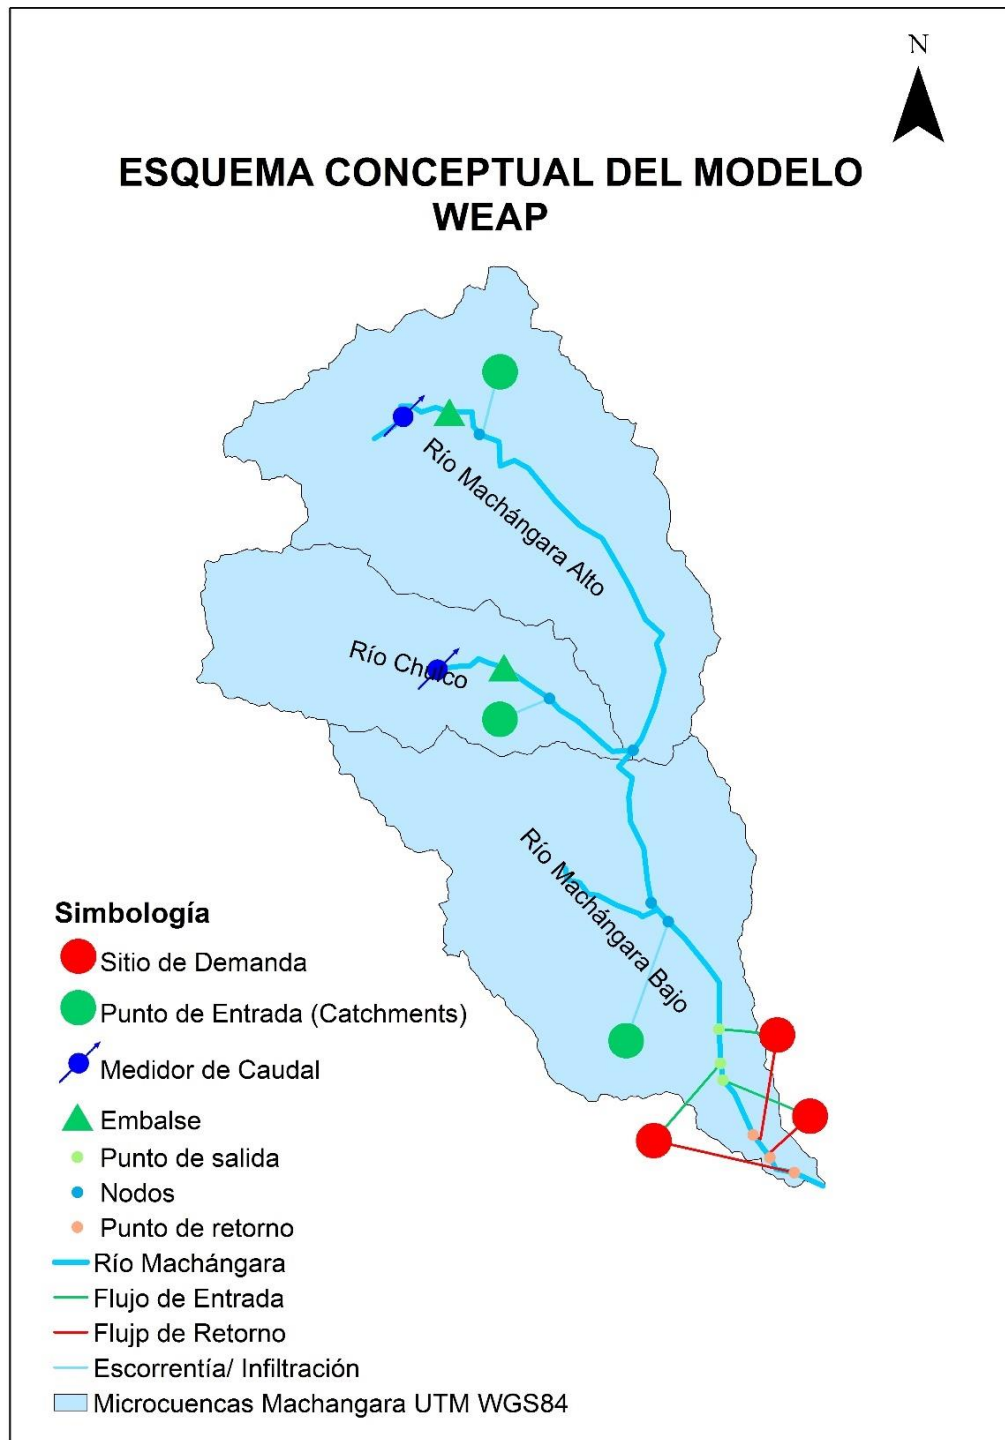 N
ESQUEMA CONCEPTUAL DEL MODELO
WEAP
Río Machángara Alto
Río Chulco
Río Machángara Bajo
Simbología
Sitio de Demanda
Punto de Entrada (Catchments)
Medidor de Caudal
Embalse
Punto de salida
Nodos
Punto de retorno
Río Machángara
Flujo de Entrada
Flujp de Retorno
Escorrentía/ Infiltración
Microcuencas Machangara UTM WGS84